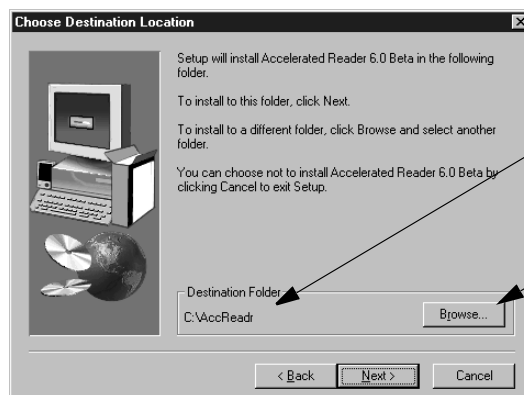 Choose Destination Location
Setup will install Accelerated Reader 6.0 Beta in the following
folder.
To install to this folder, click Next.
To install to a different folder, click Browse and select another
folder.
You can choose not to install Accelerated Reader 6.0 Beta by
clicking Cancel to exit Setup.
Destination Folder
C:\AccReadr
Browse...
< Back
Next >
Cancel